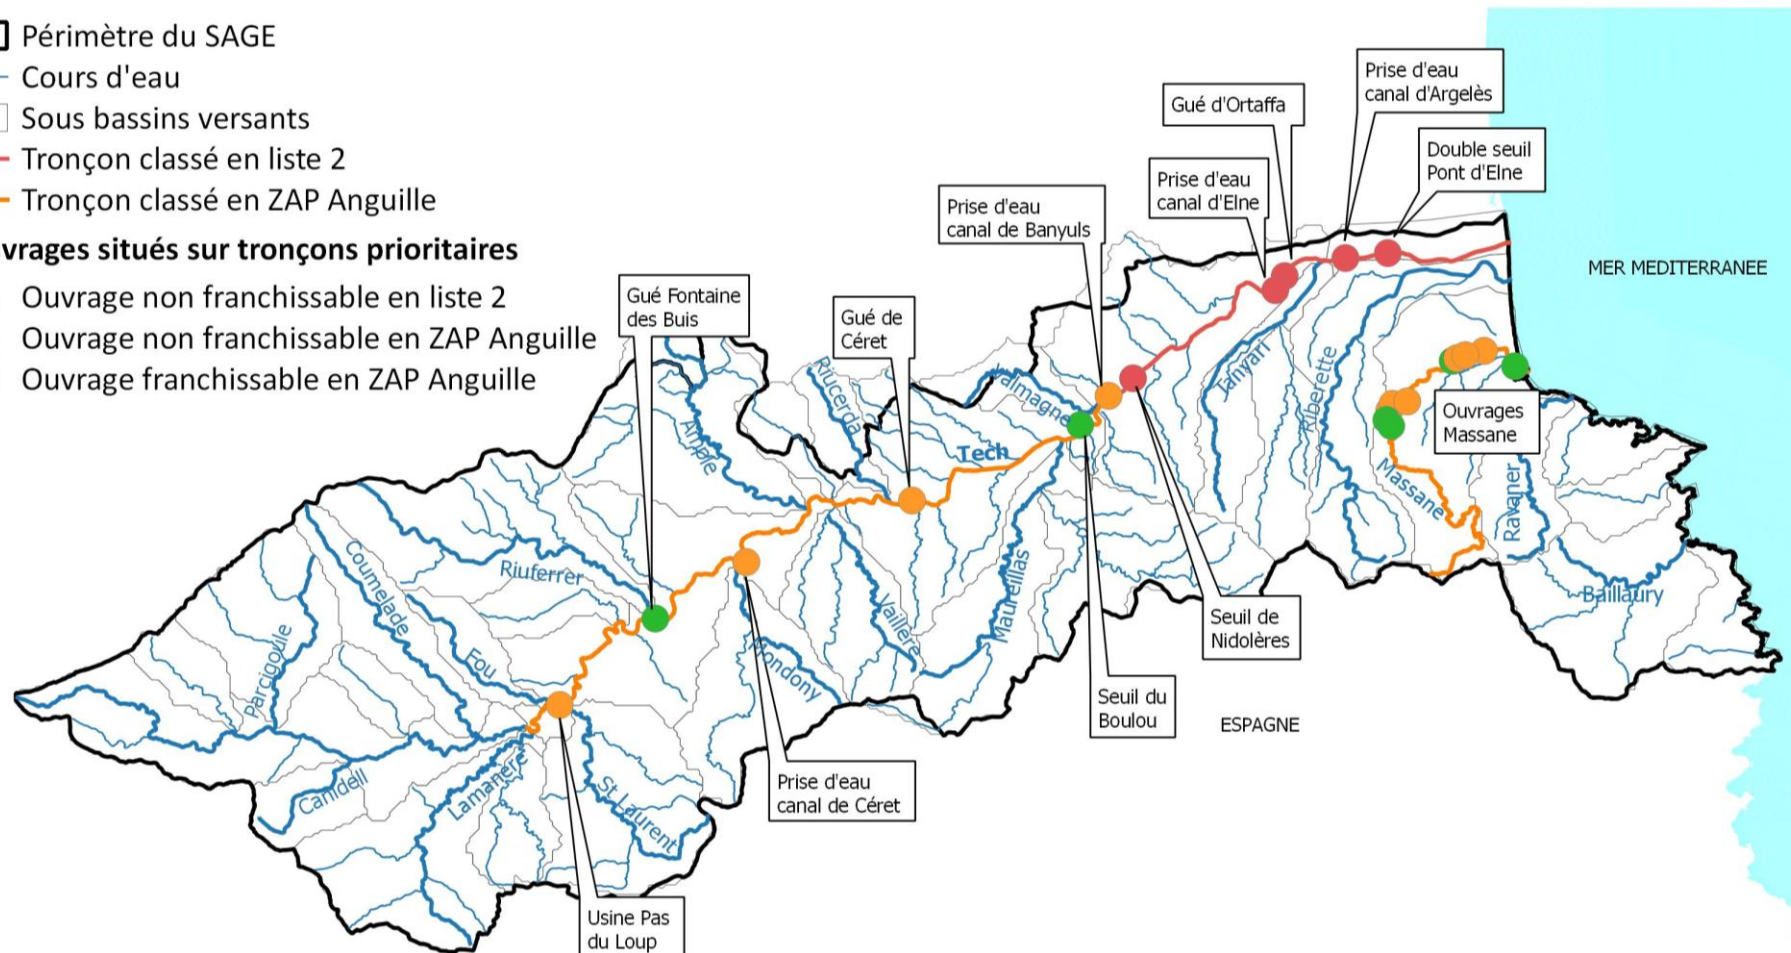 Périmètre du SAGE
Cours d'eau
Sous bassins versants
Tronçon classé en liste 2
Tronçon classé en ZAP Anguille
vrages situés sur tronçons prioritaires
Ouvrage non franchissable en liste 2
Ouvrage non franchissable en ZAP Anguille
Ouvrage franchissable en ZAP Anguille
Prise d'eau
canal d'Argelès
Gué d'Ortaffa
Double seuil
Pont d'Elne
Prise d'eau
canal d'Elne
Prise d'eau
canal de Banyuls
MER MEDITERRANEE
Gué Fontaine
des Buis
Gué de
Céret
Riucerda
Valmagne
Tanyari
Riberette
Ample
Tech
Ouvrages
Massane
Massane
Ravaner
Coumelade
Riuferrer
Vaillère
Maureillas
Baillaury
Seuil de
Nidolères
Parcigoule
Fou
Mondony
Seuil du
Boulou
ESPAGNE
Canidell
Lamanère
St Laurent
Prise d'eau
canal de Céret
Usine Pas
du Loup